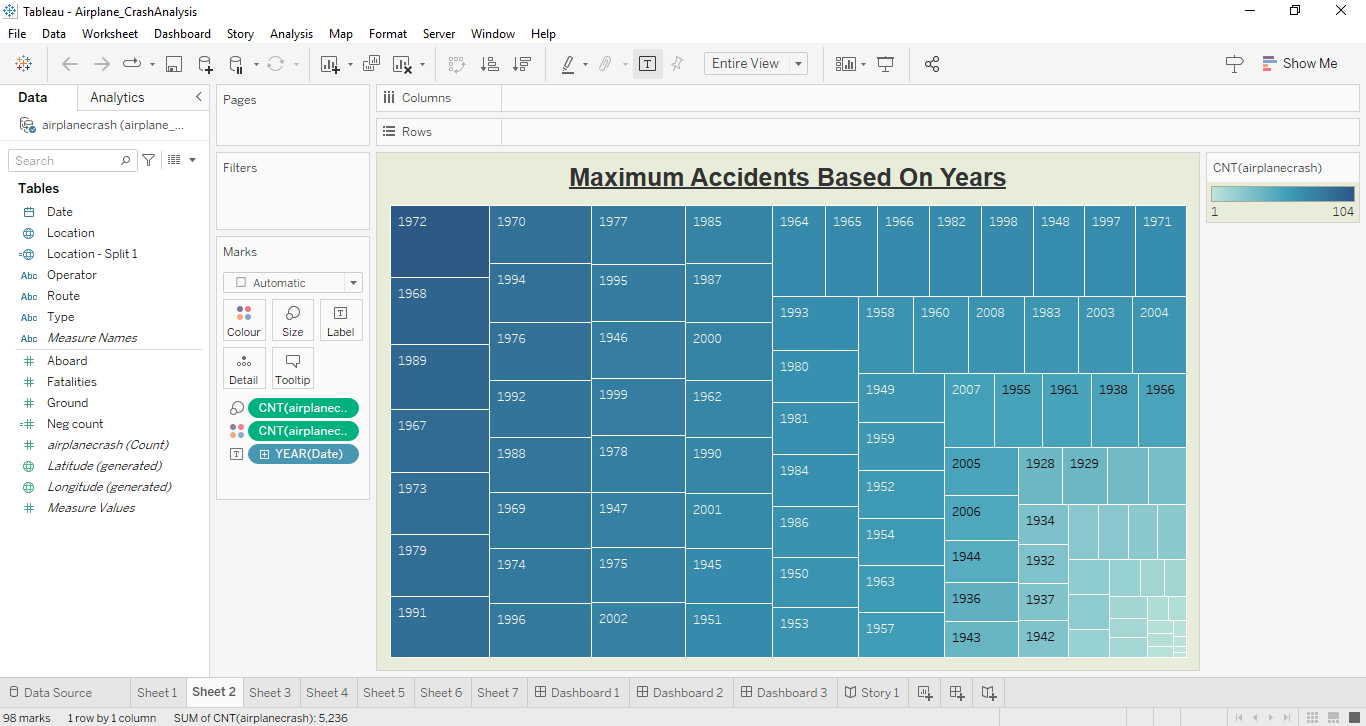 Tableau - Airplane_CrashAnalysis
File Data Worksheet Dashboard Story Analysis Map Format Server Window Help
Entire View
Show Me
Data Analytics
airplanecrash (airplane_...
Search
Tables
Date
Location
Location - Split 1
Abc Operator
Abc Route
Abc Type
Abc Measure Names
Aboard
Fatalities
Ground
Neg count
airplanecrash (Count)
Latitude (generated)
Longitude (generated)
Measure Values
Pages
Filters
Marks
Automatic
Colour Size Label
Detail Tooltip
CNT(airplanec..
CNT(airplanec..
YEAR(Date)
Columns
Rows
Maximum Accidents Based On Years
1972
1968
1989
1967
1973
1979
1991
1970
1994
1976
1992
1988
1969
1974
1996
1977
1995
1946
1999
1978
1947
1975
2002
1985
1987
2000
1962
1990
2001
1945
1951
1964 1965 1966 1982 1998 1948 1997 1971
1993
1980
1981
1984
1986
1950
1953
1958 1960 2008 1983 2003 2004
1949
1959
1952
1954
1963
1957
2007 1955 1961 1938 1956
2005
2006
1944
1936
1943
1928 1929
1934
1932
1937
1942
CNT(airplanecrash)
1 104
Data Source Sheet 1 Sheet 2 Sheet 3 Sheet 4 Sheet 5 Sheet 6 Sheet 7 Dashboard 1 Dashboard 2 Dashboard 3 Story 1
98 marks 1 row by 1 column SUM of CNT(airplanecrash): 5,236